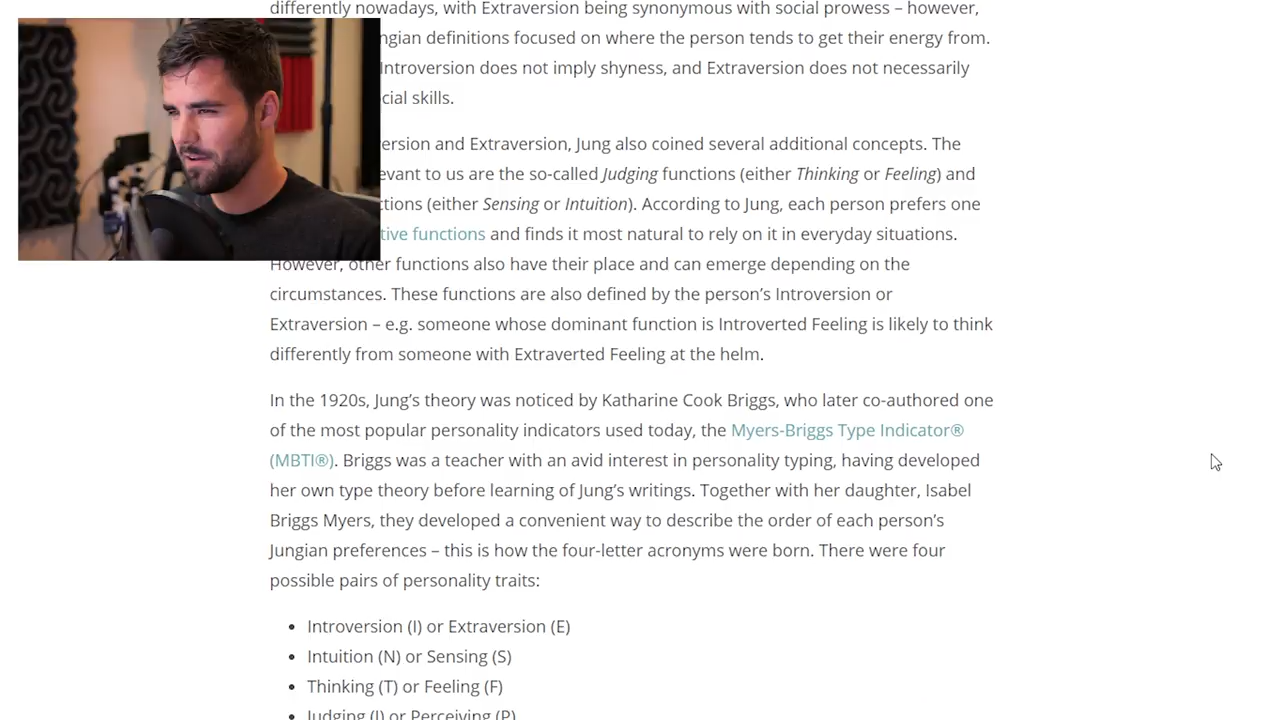 differently nowadays, with Extraversion being synonymous with social prowess – however,
ngian definitions focused on where the person tends to get their energy from.
Introversion does not imply shyness, and Extraversion does not necessarily
cial skills.
ersion and Extraversion, Jung also coined several additional concepts. The
evant to us are the so-called Judging functions (either Thinking or Feeling) and
ctions (either Sensing or Intuition). According to Jung, each person prefers one
tive functions and finds it most natural to rely on it in everyday situations.
However, other functions also have their place and can emerge depending on the
circumstances. These functions are also defined by the person’s Introversion or
Extraversion – e.g. someone whose dominant function is Introverted Feeling is likely to think
differently from someone with Extraverted Feeling at the helm.
In the 1920s, Jung’s theory was noticed by Katharine Cook Briggs, who later co-authored one
of the most popular personality indicators used today, the Myers-Briggs Type Indicator®
(MBTI®). Briggs was a teacher with an avid interest in personality typing, having developed
her own type theory before learning of Jung’s writings. Together with her daughter, Isabel
Briggs Myers, they developed a convenient way to describe the order of each person’s
Jungian preferences – this is how the four-letter acronyms were born. There were four
possible pairs of personality traits:
• Introversion (I) or Extraversion (E)
• Intuition (N) or Sensing (S)
• Thinking (T) or Feeling (F)
• Judging (J) or Perceiving (P)